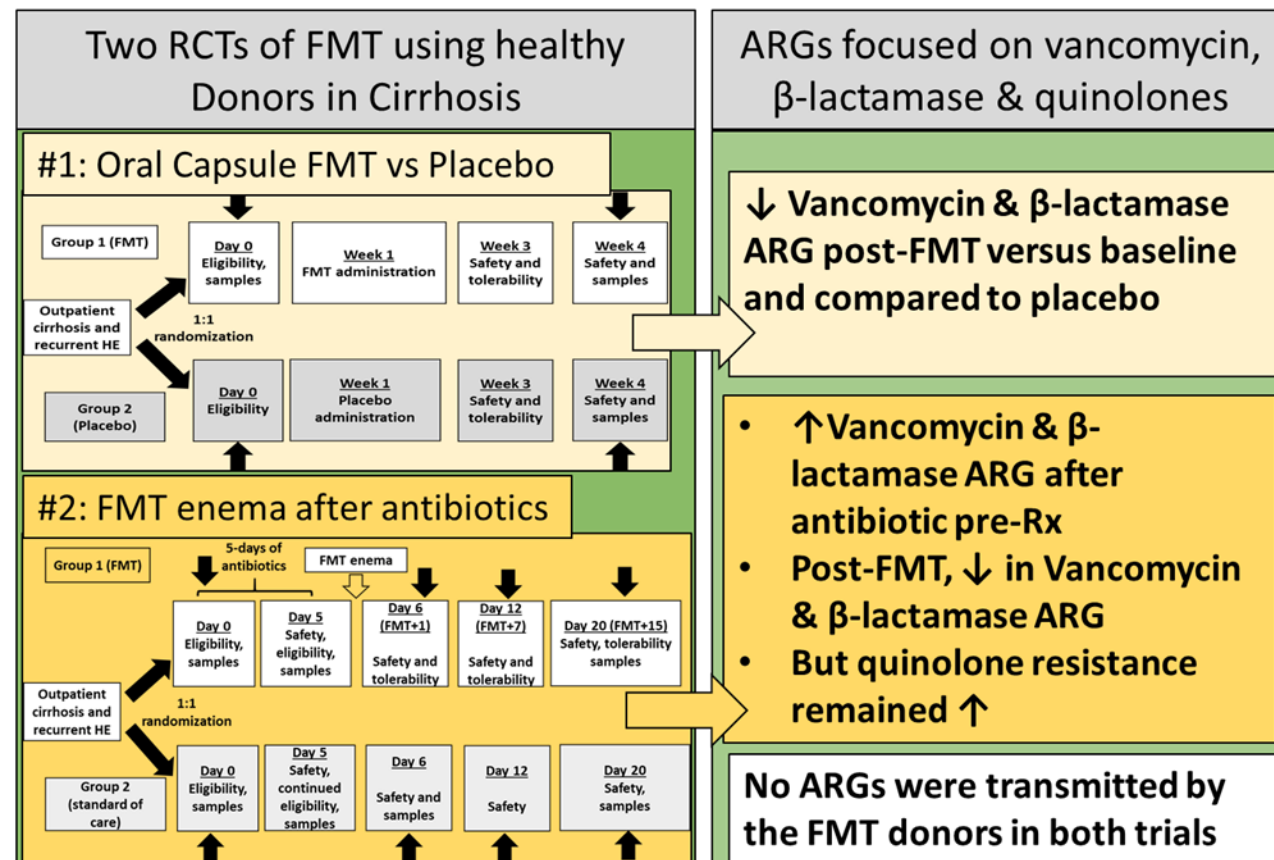 Two RCTs of FMT using healthy
Donors in Cirrhosis
#1: Oral Capsule FMT vs Placebo
Group 1 (FMT)
Day 0
Eligibility,
samples
Week 1
FMT administration
Week 3
Safety and
tolerability
Week 4
Safety and
samples
Outpatient
cirrhosis and
recurrent HE
1:1
randomization
Group 2
(Placebo)
Day 0
Eligibility
Week 1
Placebo
administration
Week 3
Safety and
tolerability
Week 4
Safety and
samples
#2: FMT enema after antibiotics
Group 1 (FMT)
5-days of
antibiotics
FMT enema
Day 0
Eligibility,
samples
Day 5
Safety,
eligibility,
samples
Day 6
(FMT+1)
Safety and
tolerability
Day 12
(FMT+7)
Safety and
tolerability
Day 20 (FMT+15)
Safety, tolerability
samples
Outpatient
cirrhosis and
recurrent HE
1:1
randomization
Group 2
(standard of
care)
Day 0
Eligibility,
samples
Day 5
Safety,
continued
eligibility,
samples
Day 6
Safety and
samples
Day 12
Safety
Day 20
Safety,
samples
ARGs focused on vancomycin,
β-lactamase & quinolones
↓ Vancomycin & β-lactamase
ARG post-FMT versus baseline
and compared to placebo
• ↑Vancomycin & β-
lactamase ARG after
antibiotic pre-Rx
• Post-FMT, ↓ in Vancomycin
& β-lactamase ARG
• But quinolone resistance
remained ↑
No ARGs were transmitted by
the FMT donors in both trials